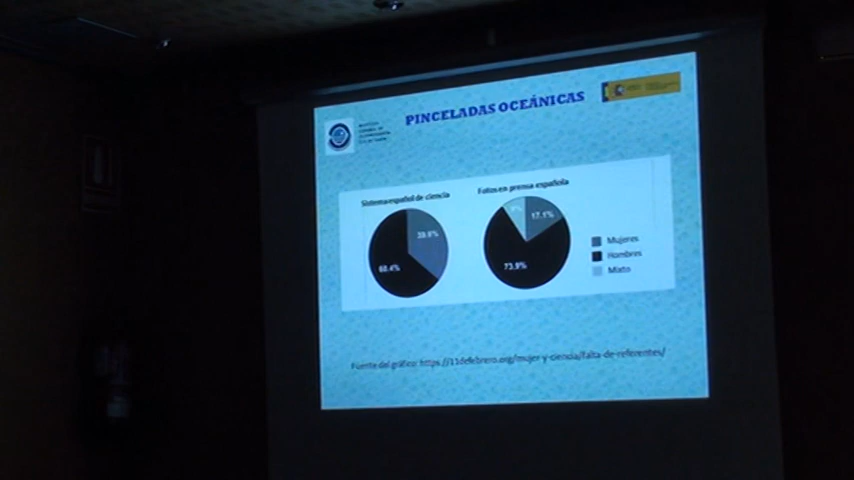 PINCELADAS OCEÁNICAS
Sistema español de ciencia
39.6%
60.4%
Fotos en prensa española
17.1%
73.9%
Mujeres
Hombres
Mixto
Fuente del gráfico: https://11defebrero.org/mujer-y-ciencia/falta-de-referentes/